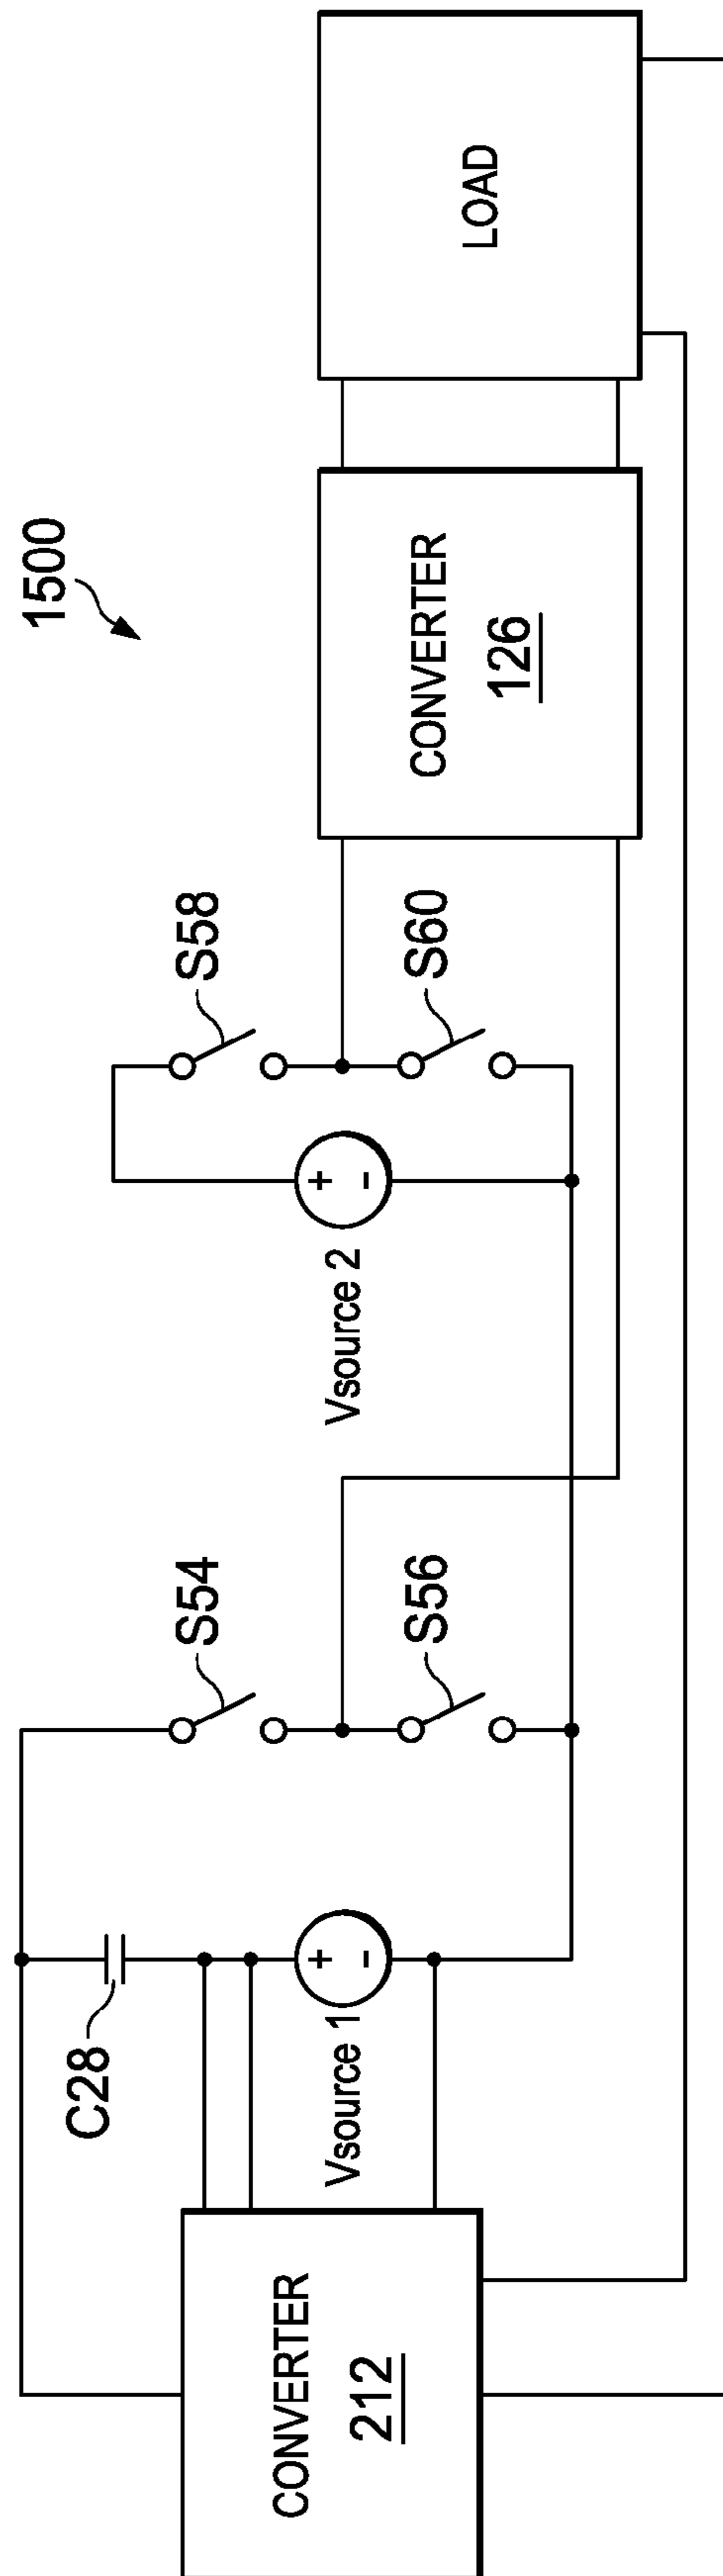 1500
C28
S54
S58
Vsource 1
+
-
S56
Vsource 2
+
-
S60
CONVERTER
212
CONVERTER
126
LOAD